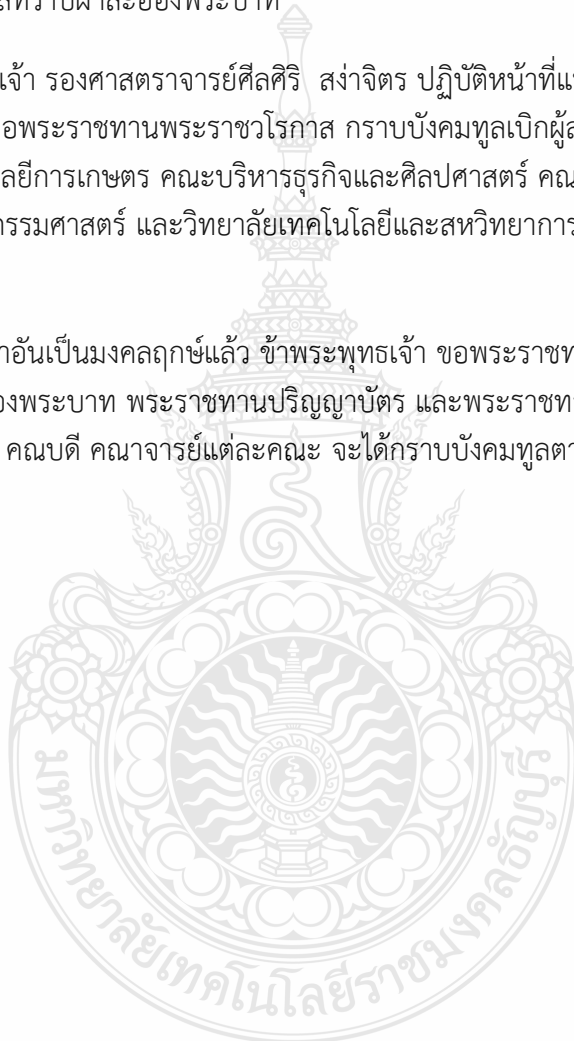 เจ้า รองศาสตราจารย์ศีลศิริ สง่าจิตร ปฏิบัติหน้าที่แ
อพระราชทานพระราชวโรกาส กราบบังคมทูลเบิกผู้ส
ลยีการเกษตร คณะบริหารธุรกิจและศิลปศาสตร์ คณ
กรรมศาสตร์ และวิทยาลัยเทคโนโลยีและสหวิทยาการ
าอันเป็นมงคลฤกษ์แล้ว ข้าพระพุทธเจ้า ขอพระราชท
องพระบาท พระราชทานปริญญาบัตร และพระราชทา
คณบดี คณาจารย์แต่ละคณะ จะได้กราบบังคมทูลตา
มหาวิทยาลัยเทคโนโลยีราชมงคลธัญบุรี